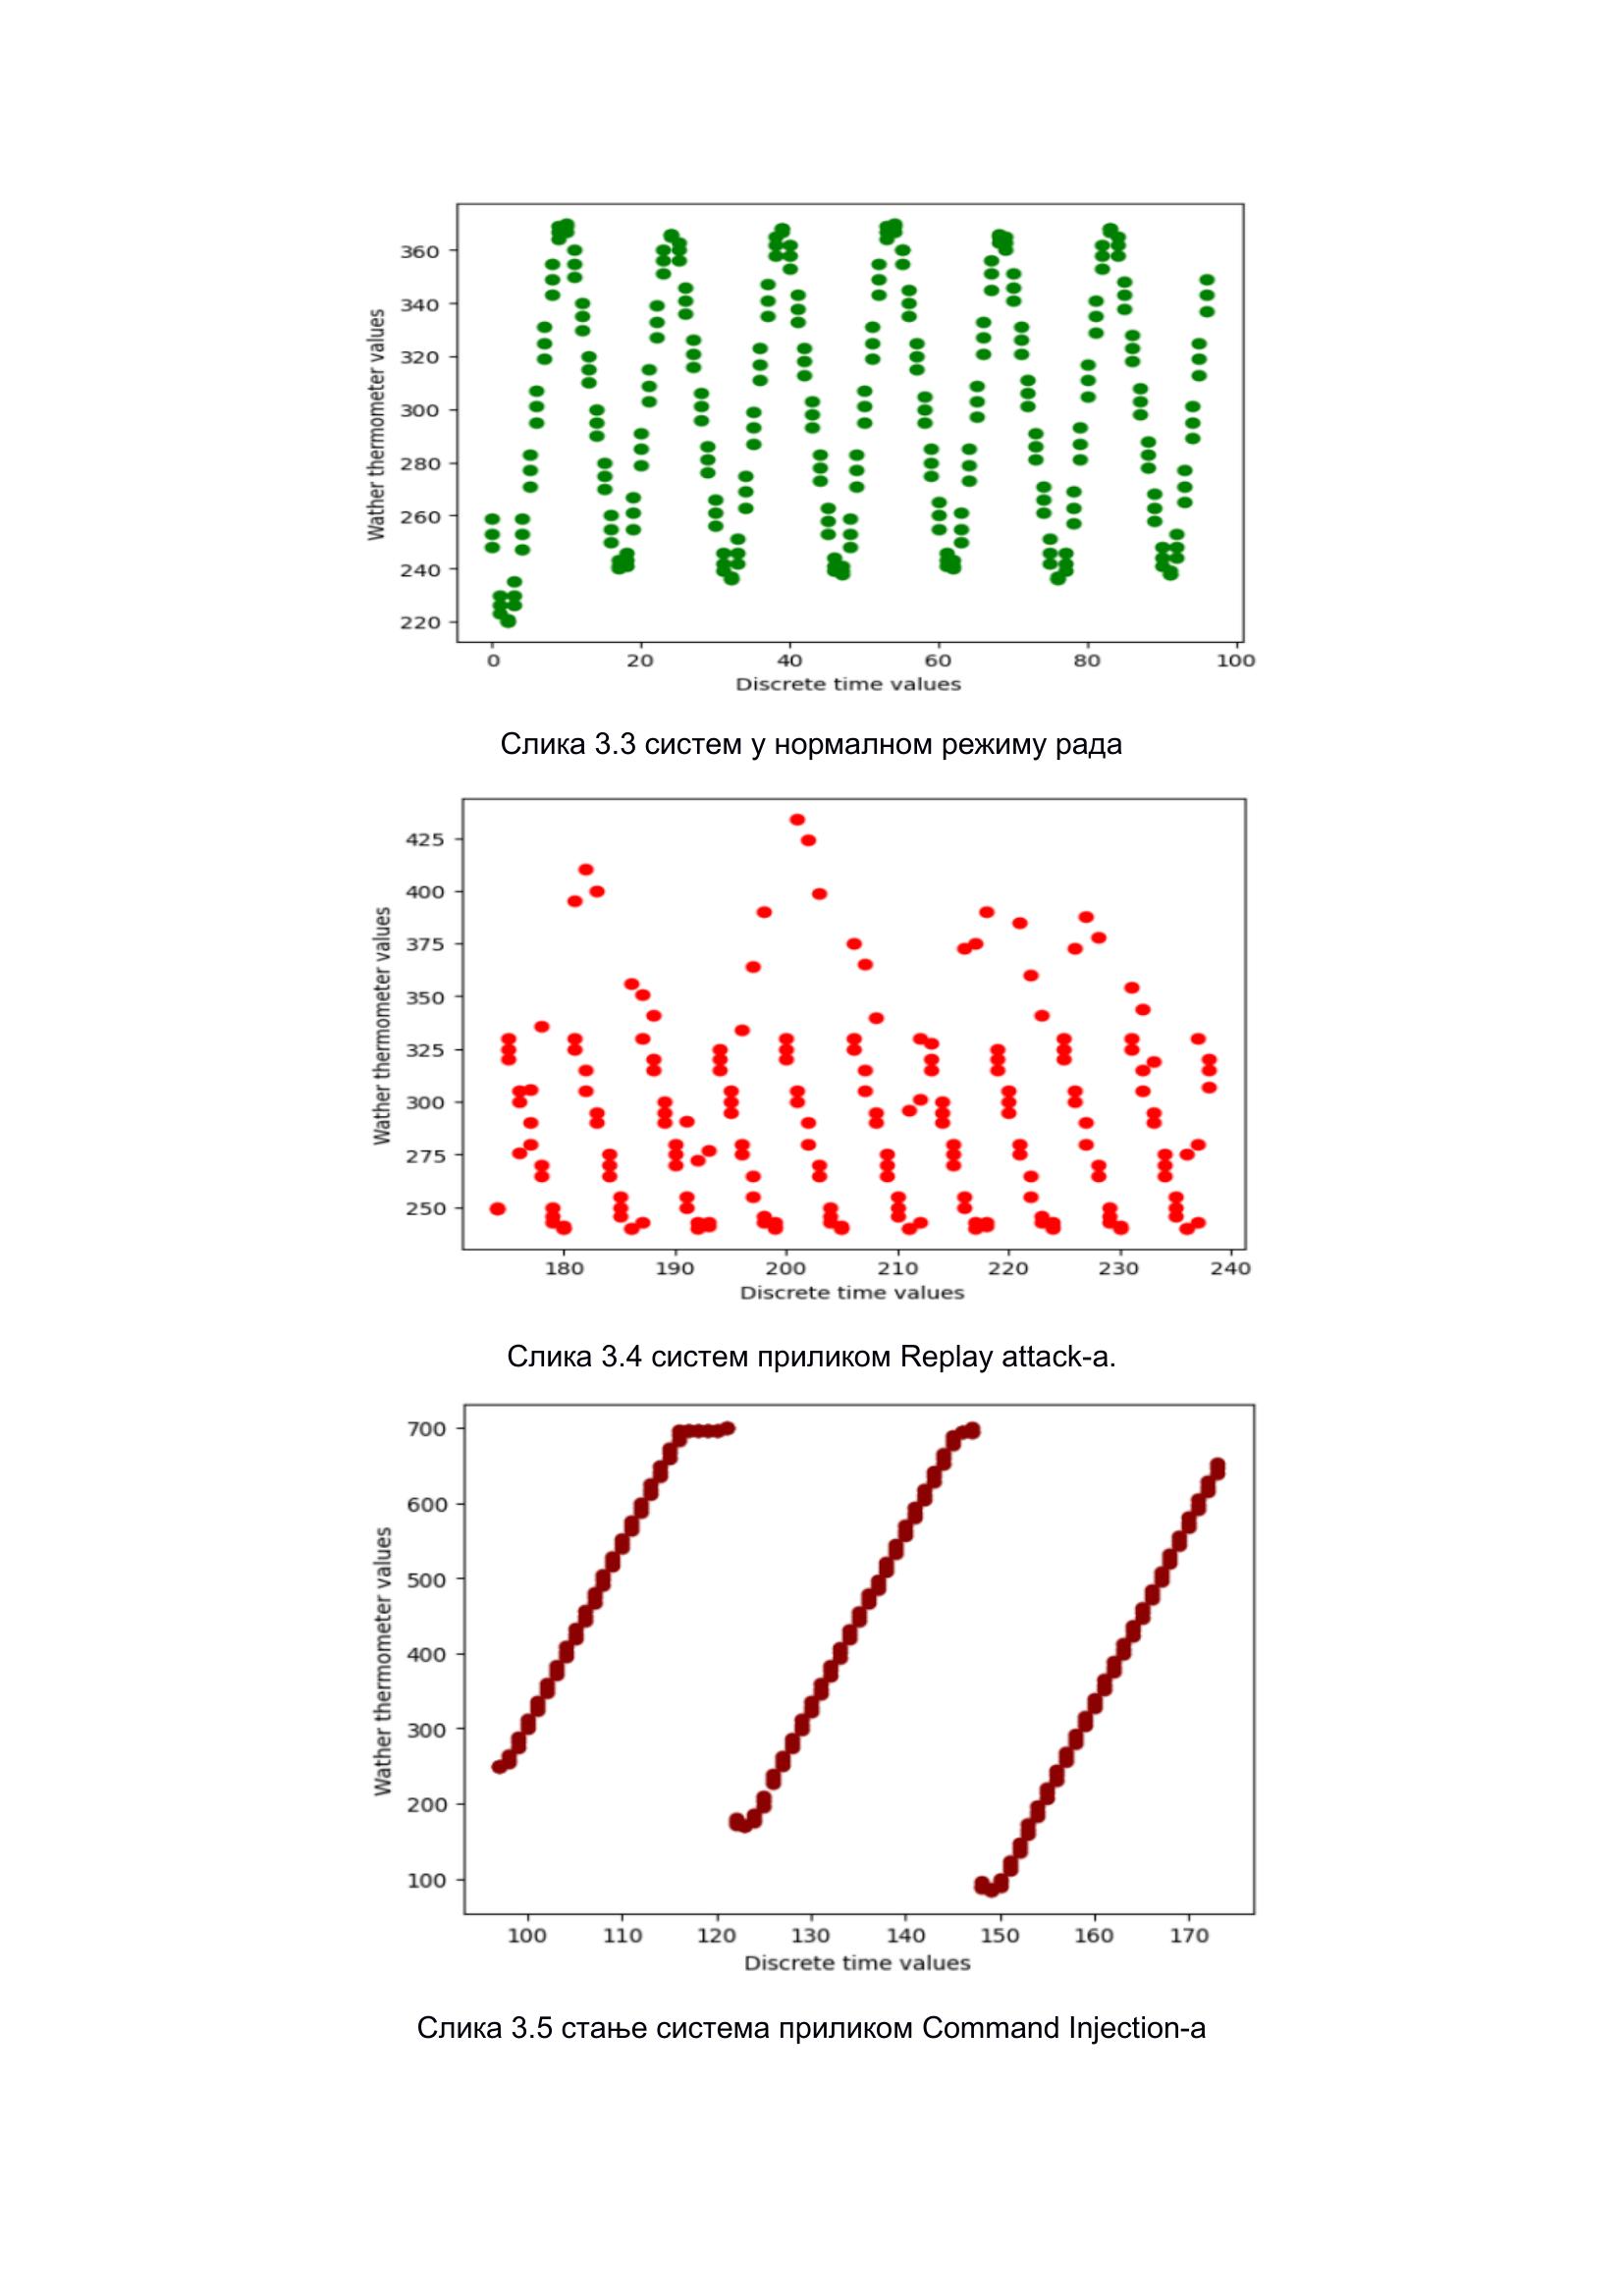 360
340
320
300
280
260
240
220
Wather thermometer values
0 20 40 60 80 100
Discrete time values
Слика 3.3 систем у нормалном режиму рада
425
400
375
350
325
300
275
250
Wather thermometer values
180 190 200 210 220 230 240
Discrete time values
Слика 3.4 систем приликом Replay attack-а.
700
600
500
400
300
200
100
Wather thermometer values
100 110 120 130 140 150 160 170
Discrete time values
Слика 3.5 стање система приликом Command Injection-а